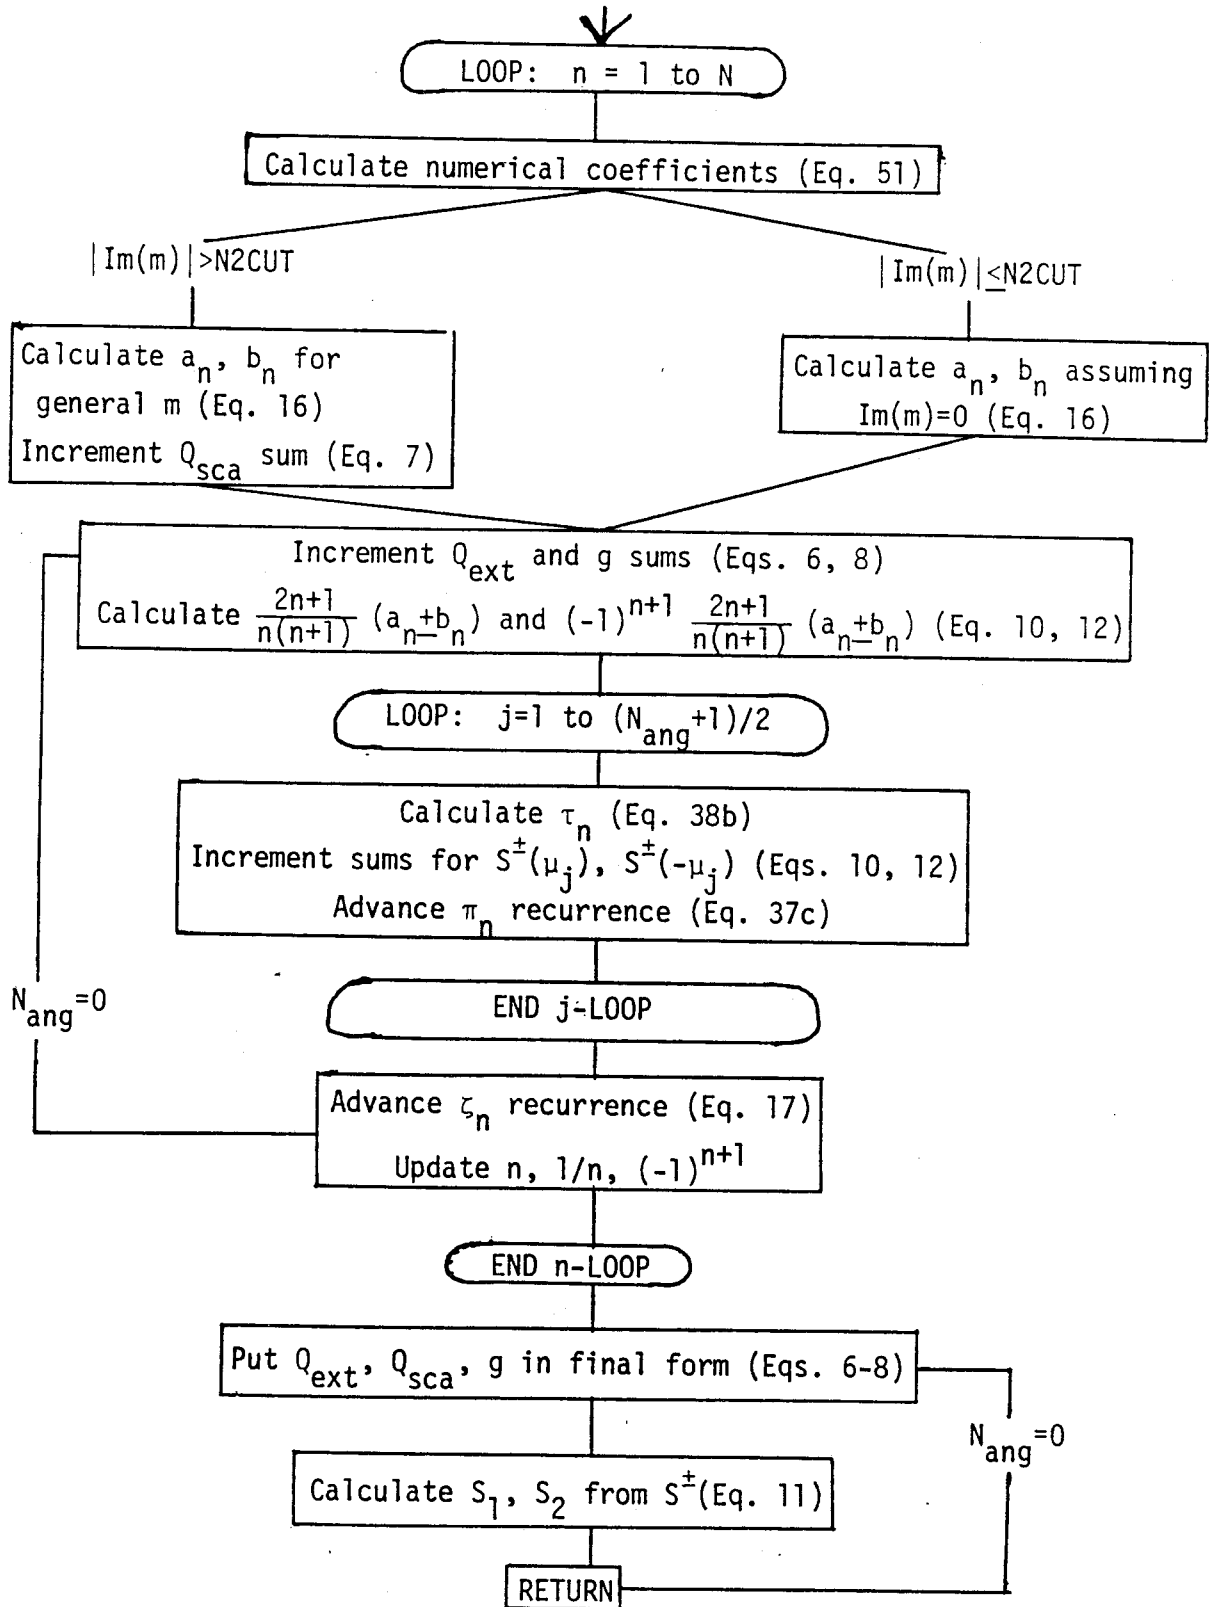 LOOP: n = 1 to N
Calculate numerical coefficients (Eq. 51)
|Im(m)|>N2CUT
|Im(m)|≤N2CUT
Calculate aₙ, bₙ for
general m (Eq. 16)
Increment Q_sca sum (Eq. 7)
Calculate aₙ, bₙ assuming
Im(m)=0 (Eq. 16)
Increment Q_ext and g sums (Eqs. 6, 8)
Calculate (2n+1)/(n(n+1)) (aₙ±bₙ) and (-1)ⁿ⁺¹ (2n+1)/(n(n+1)) (aₙ±bₙ) (Eq. 10, 12)
LOOP: j=1 to (N_ang+1)/2
Calculate τₙ (Eq. 38b)
Increment sums for S^±(μ_j), S^±(-μ_j) (Eqs. 10, 12)
Advance πₙ recurrence (Eq. 37c)
N_ang=0
END j-LOOP
Advance ζₙ recurrence (Eq. 17)
Update n, 1/n, (-1)ⁿ⁺¹
END n-LOOP
Put Q_ext, Q_sca, g in final form (Eqs. 6-8)
N_ang=0
Calculate S₁, S₂ from S^±(Eq. 11)
RETURN